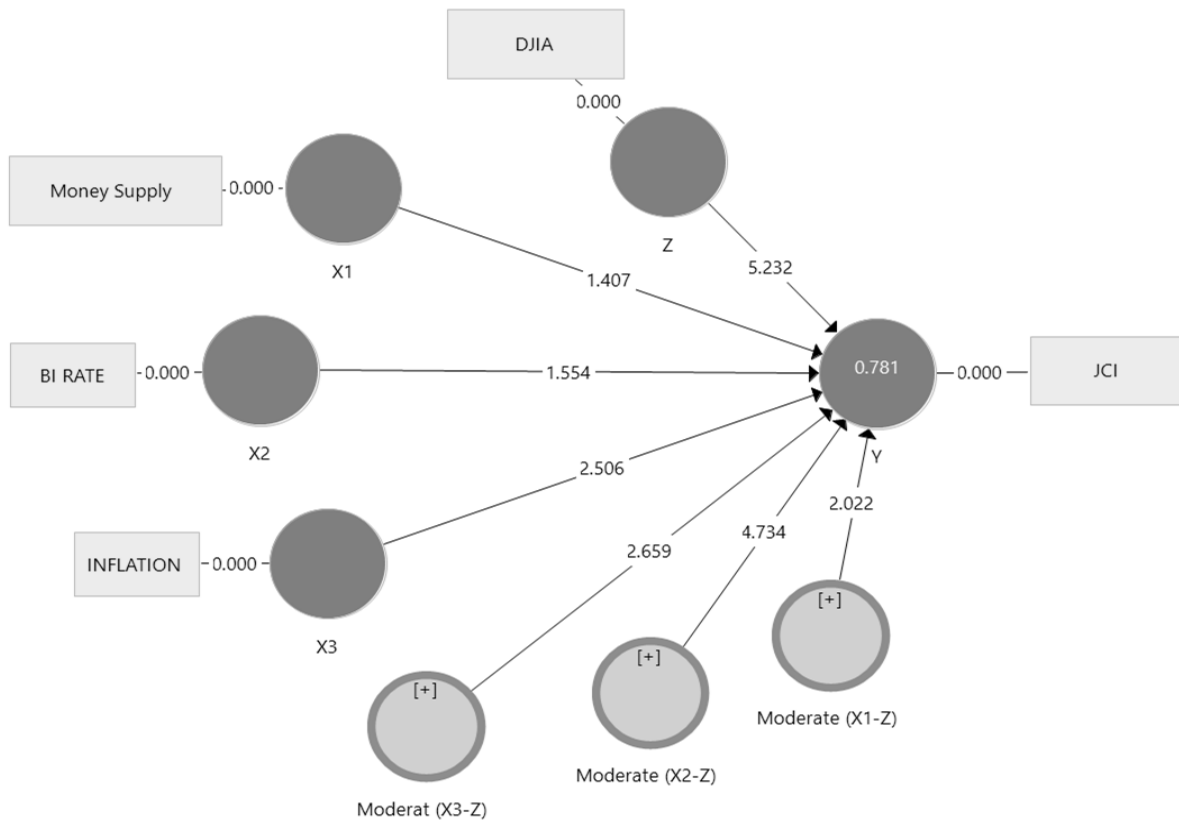 DJIA
0.000
Z
Money Supply
0.000
X1
5.232
1.407
BI RATE
0.000
X2
1.554
0.781
Y
0.000
JCI
2.506
INFLATION
0.000
X3
2.659
4.734
2.022
[+]
Moderat (X3-Z)
[+]
Moderate (X2-Z)
[+]
Moderate (X1-Z)